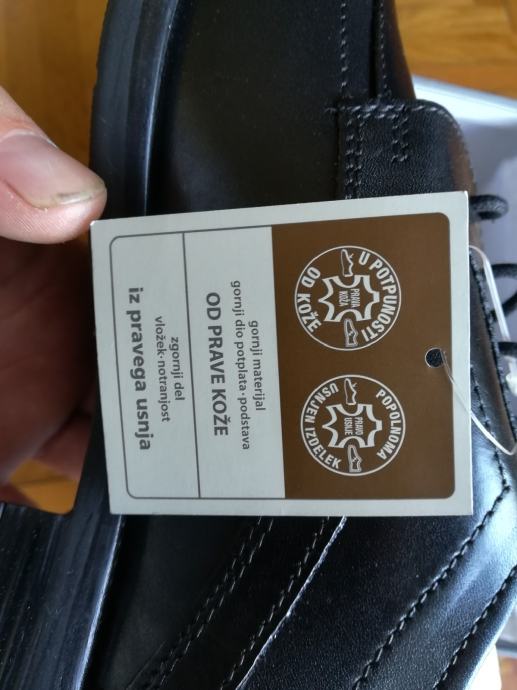 U POTPUNOSTI
PRAVA
KOŽA
OD KOŽE
POPOLNOMA
PRAVO
USNJE
USNJEN IZDELEK
gornji materijal
gornji dio potplata·podstava
OD PRAVE KOŽE
zgornji del
vložek·notranjost
iz pravega usnja